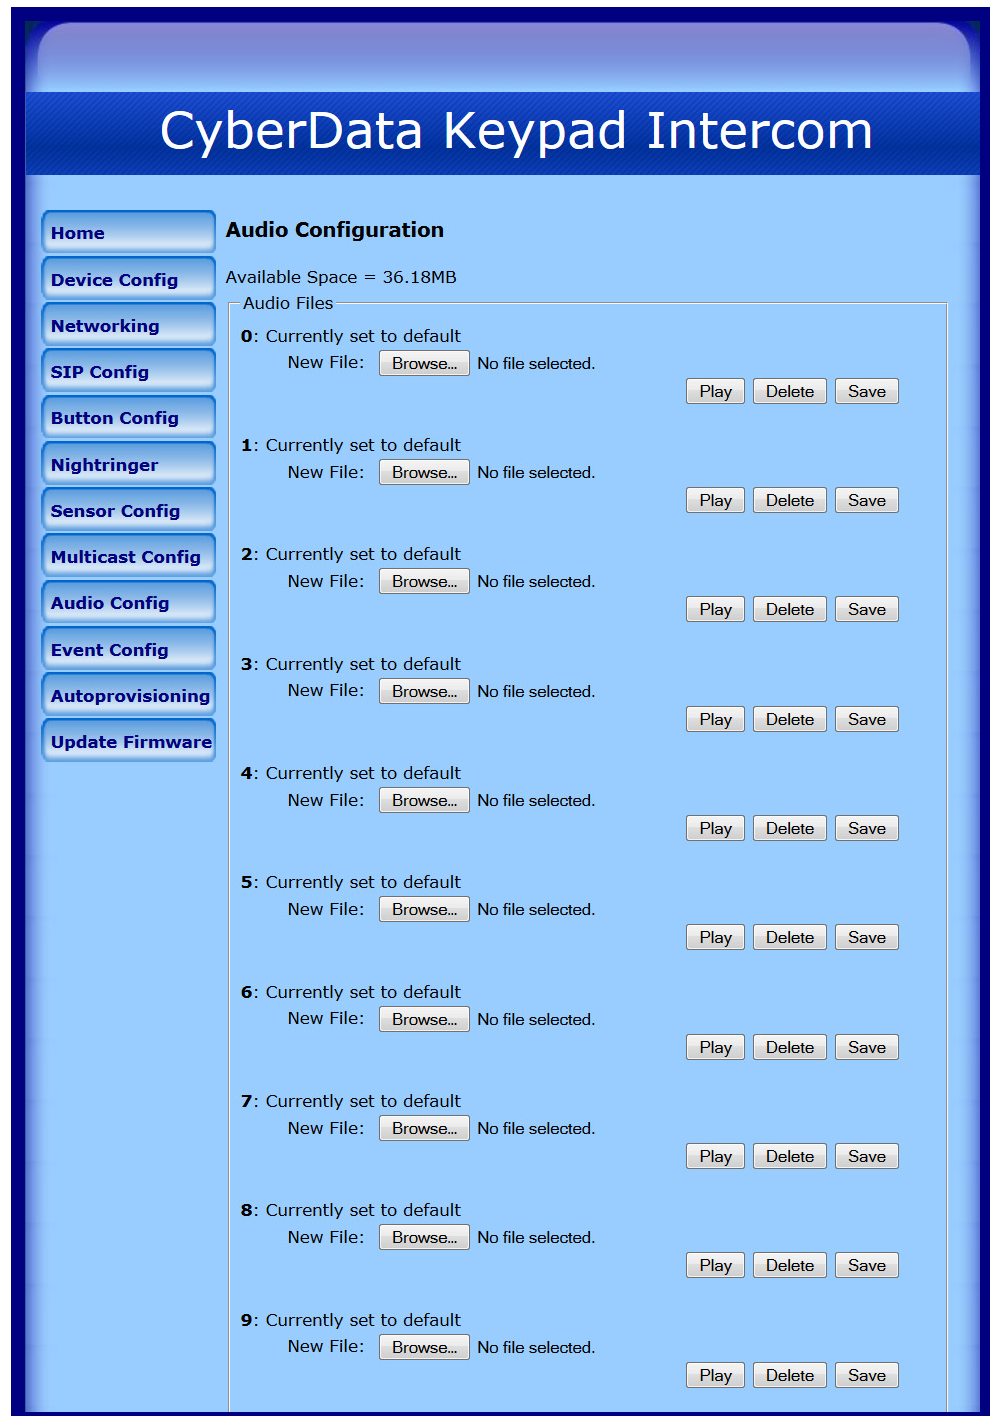 CyberData Keypad Intercom
Home
Device Config
Networking
SIP Config
Button Config
Nightringer
Sensor Config
Multicast Config
Audio Config
Event Config
Autoprovisioning
Update Firmware
Audio Configuration
Available Space = 36.18MB
Audio Files
0: Currently set to default
New File: Browse... No file selected.
Play Delete Save
1: Currently set to default
New File: Browse... No file selected.
Play Delete Save
2: Currently set to default
New File: Browse... No file selected.
Play Delete Save
3: Currently set to default
New File: Browse... No file selected.
Play Delete Save
4: Currently set to default
New File: Browse... No file selected.
Play Delete Save
5: Currently set to default
New File: Browse... No file selected.
Play Delete Save
6: Currently set to default
New File: Browse... No file selected.
Play Delete Save
7: Currently set to default
New File: Browse... No file selected.
Play Delete Save
8: Currently set to default
New File: Browse... No file selected.
Play Delete Save
9: Currently set to default
New File: Browse... No file selected.
Play Delete Save